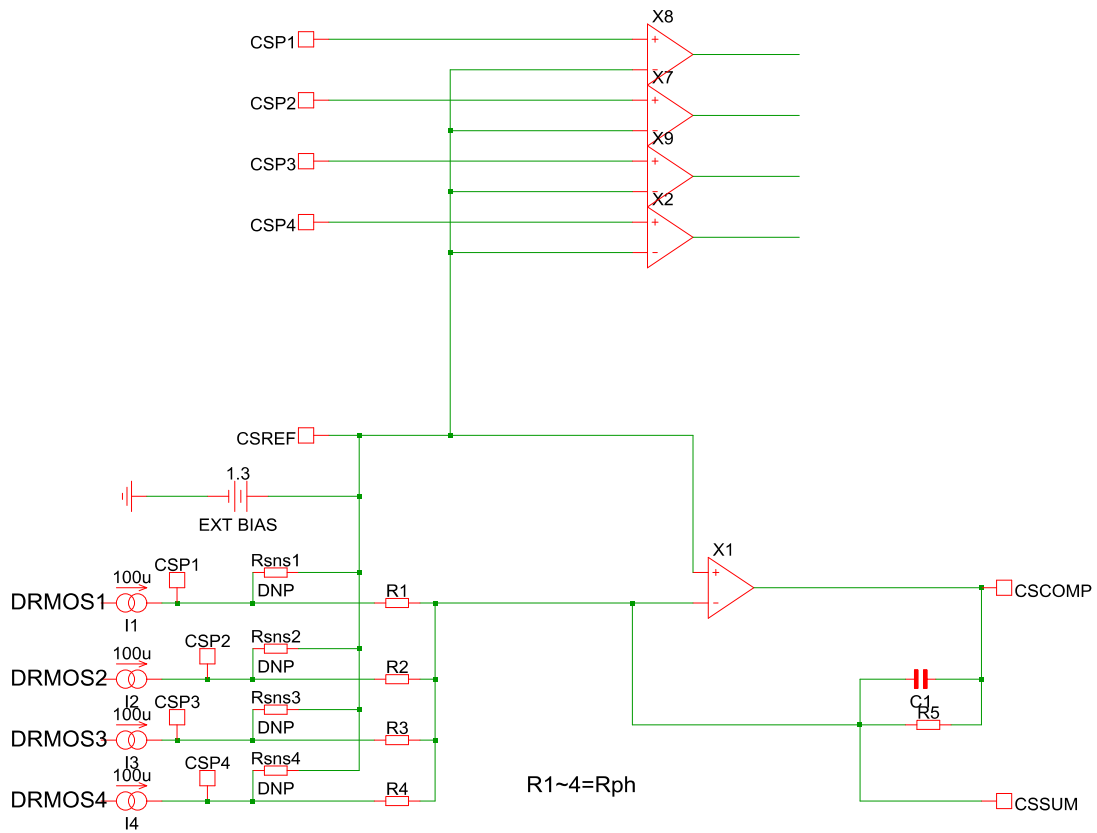 X8
CSP1
+
-
X7
CSP2
+
-
X9
CSP3
+
-
X2
CSP4
+
-
CSREF
1.3
EXT BIAS
X1
+
-
CSCOMP
CSP1
Rsns1
100u
DNP
R1
DRMOS1
I1
CSP2
Rsns2
100u
DNP
R2
DRMOS2
I2
CSP3
Rsns3
100u
DNP
R3
DRMOS3
I3
CSP4
Rsns4
100u
DNP
R4
DRMOS4
I4
C1
R5
R1~4=Rph
CSSUM